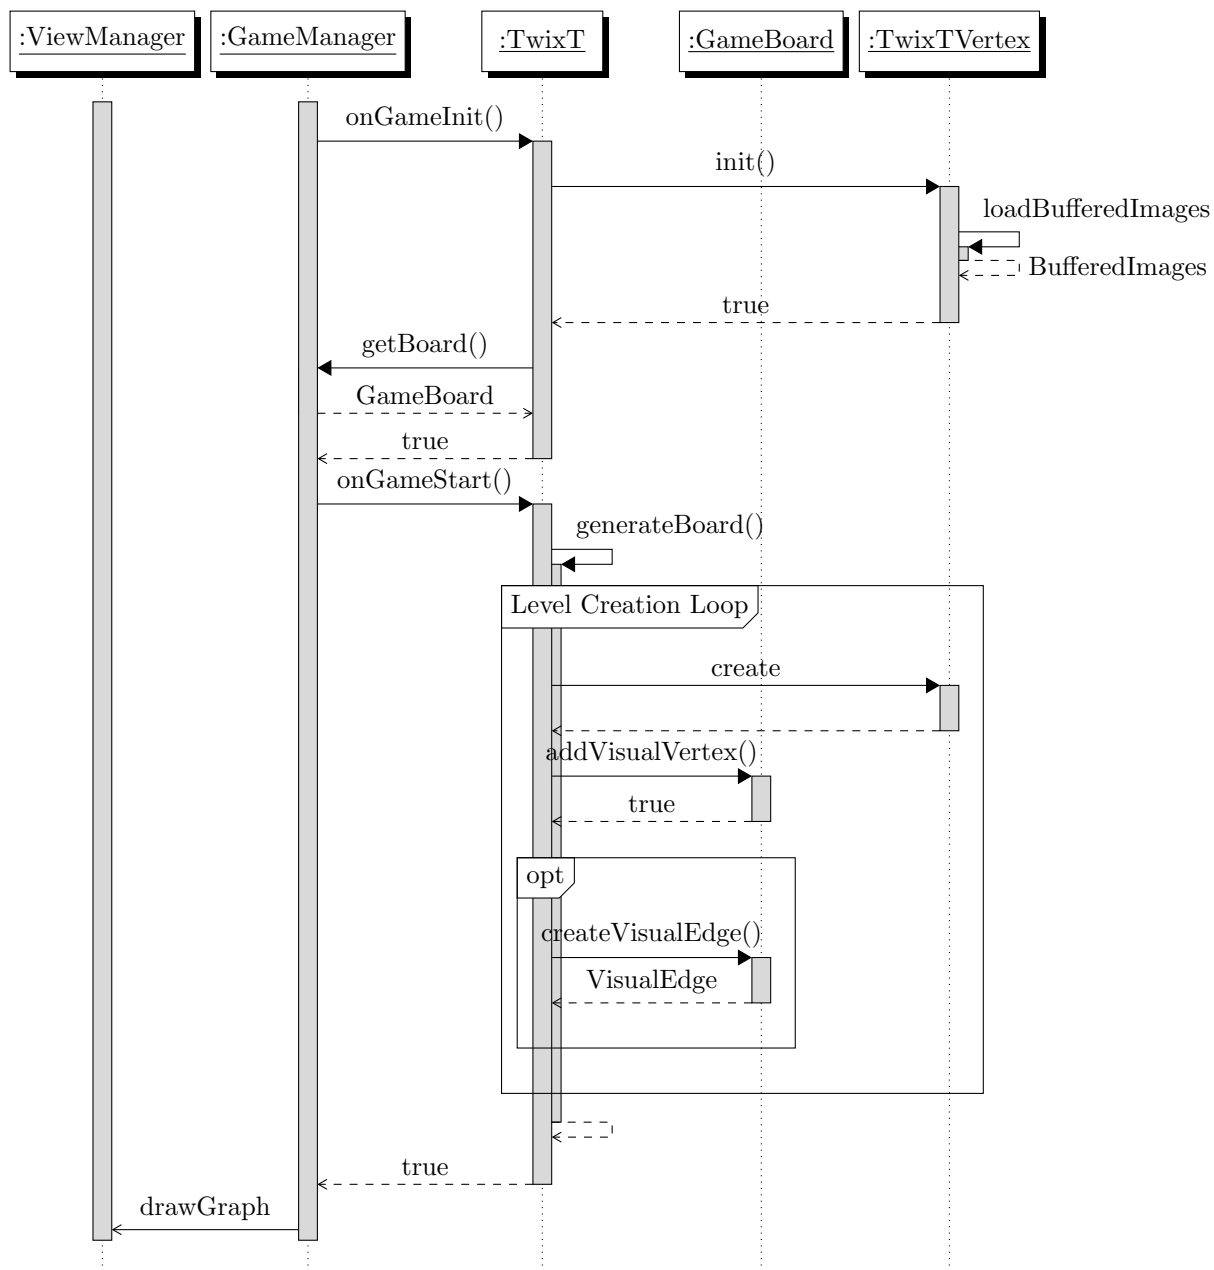 :ViewManager
:GameManager
:TwixT
:GameBoard
:TwixTVertex
onGameInit()
init()
loadBufferedImages
BufferedImages
true
getBoard()
GameBoard
true
onGameStart()
generateBoard()
Level Creation Loop
create
addVisualVertex()
true
opt
createVisualEdge()
VisualEdge
true
drawGraph